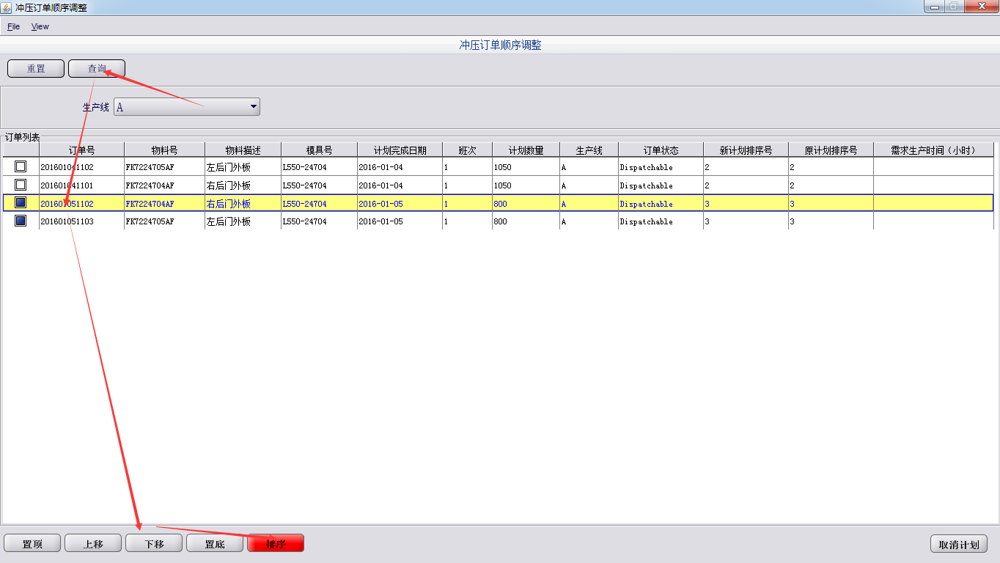 冲压订单顺序调整
File View
冲压订单顺序调整
重置 查询
生产线 A
订单列表
订单号 物料号 物料描述 模具号 计划完成日期 班次 计划数量 生产线 订单状态 新计划排序号 原计划排序号 需求生产时间（小时）
201601041102 FK7224705AF 左后门外板 L550-24704 2016-01-04 1 1050 A Dispatchable 2 2
201601041101 FK7224704AF 右后门外板 L550-24704 2016-01-04 1 1050 A Dispatchable 2 2
201601051102 FK7224704AF 右后门外板 L550-24704 2016-01-05 1 800 A Dispatchable 3 3
201601051103 FK7224705AF 左后门外板 L550-24704 2016-01-05 1 800 A Dispatchable 3 3
置顶 上移 下移 置底 排序 取消计划